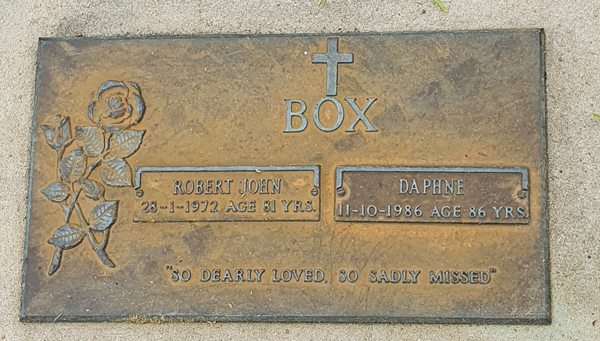 BOX
ROBERT JOHN
28-1-1972 AGE 81 YRS.
DAPHNE
11-10-1986 AGE 86 YRS.
"SO DEARLY LOVED, SO SADLY MISSED"